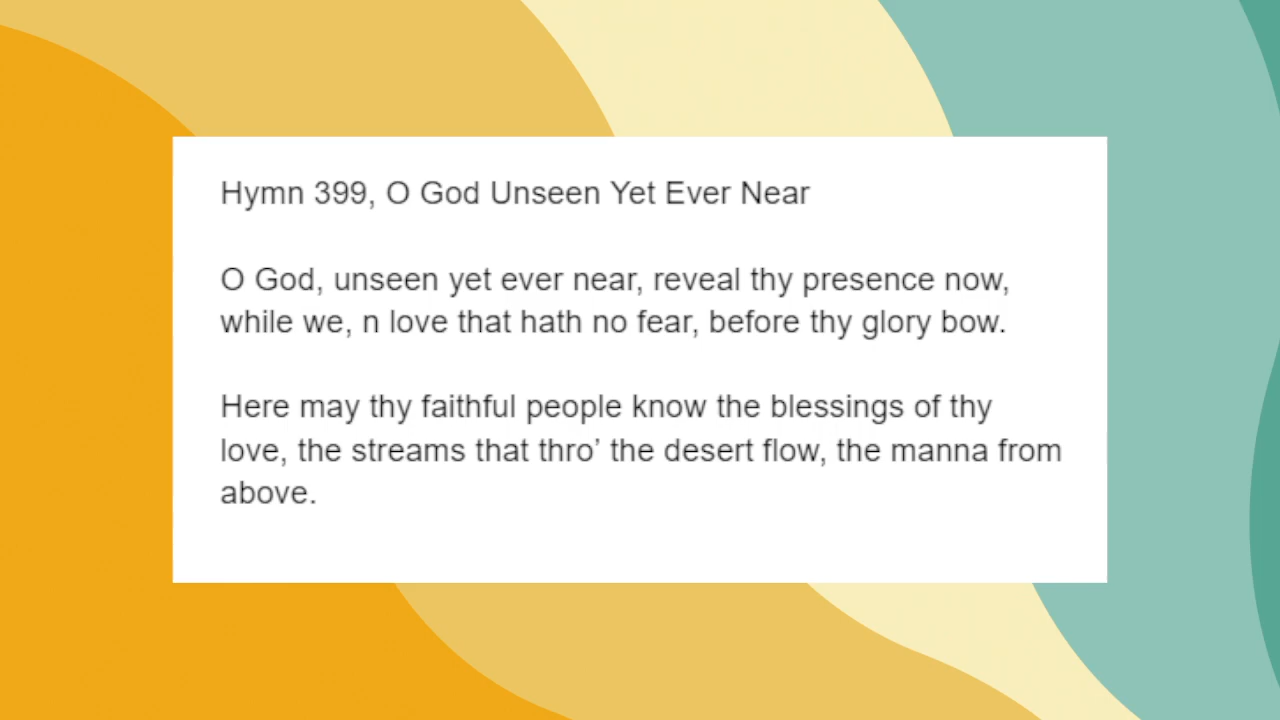 Hymn 399, O God Unseen Yet Ever Near
O God, unseen yet ever near, reveal thy presence now,
while we, n love that hath no fear, before thy glory bow.
Here may thy faithful people know the blessings of thy
love, the streams that thro’ the desert flow, the manna from
above.